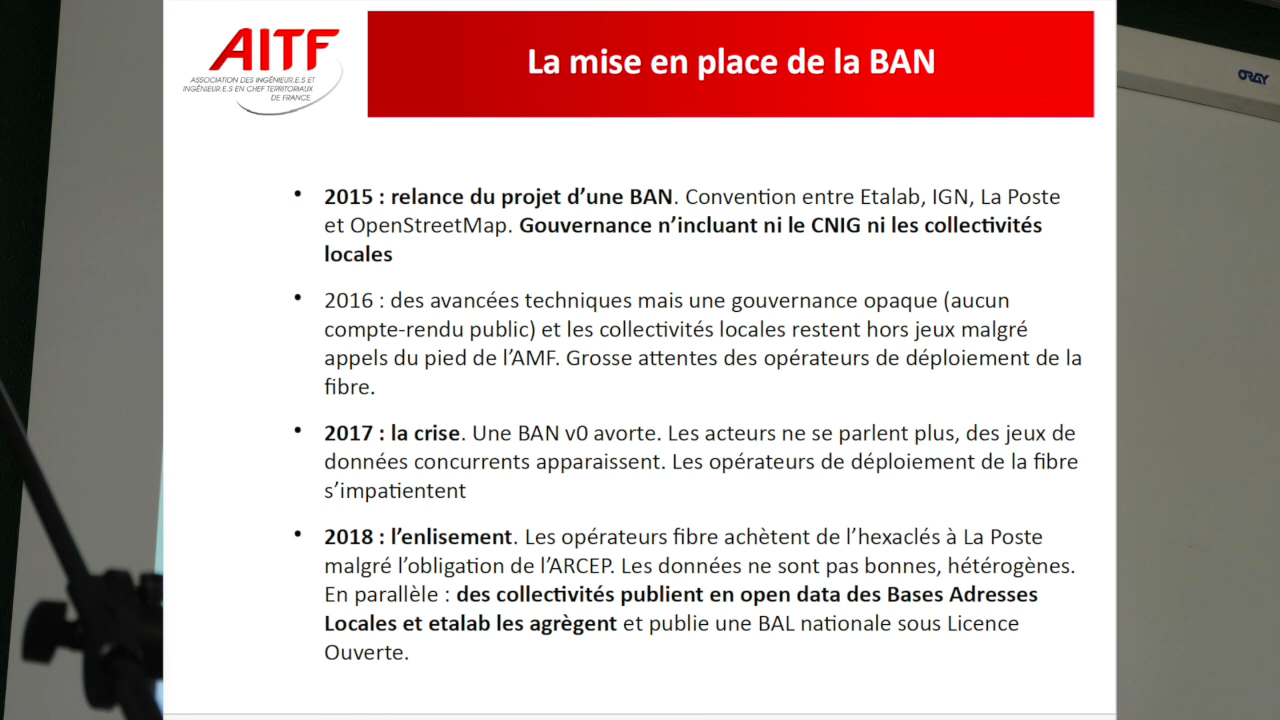 AITF
ASSOCIATION DES INGÉNIEUR.E.S ET
INGÉNIEUR.E.S EN CHEF TERRITORIAUX
DE FRANCE
La mise en place de la BAN
ORAY
• 2015 : relance du projet d’une BAN. Convention entre Etalab, IGN, La Poste
et OpenStreetMap. Gouvernance n’incluant ni le CNIG ni les collectivités
locales
• 2016 : des avancées techniques mais une gouvernance opaque (aucun
compte-rendu public) et les collectivités locales restent hors jeux malgré
appels du pied de l’AMF. Grosse attentes des opérateurs de déploiement de la
fibre.
• 2017 : la crise. Une BAN v0 avorte. Les acteurs ne se parlent plus, des jeux de
données concurrents apparaissent. Les opérateurs de déploiement de la fibre
s’impatientent
• 2018 : l’enlisement. Les opérateurs fibre achètent de l’hexaclés à La Poste
malgré l’obligation de l’ARCEP. Les données ne sont pas bonnes, hétérogènes.
En parallèle : des collectivités publient en open data des Bases Adresses
Locales et etalab les agrègent et publie une BAL nationale sous Licence
Ouverte.